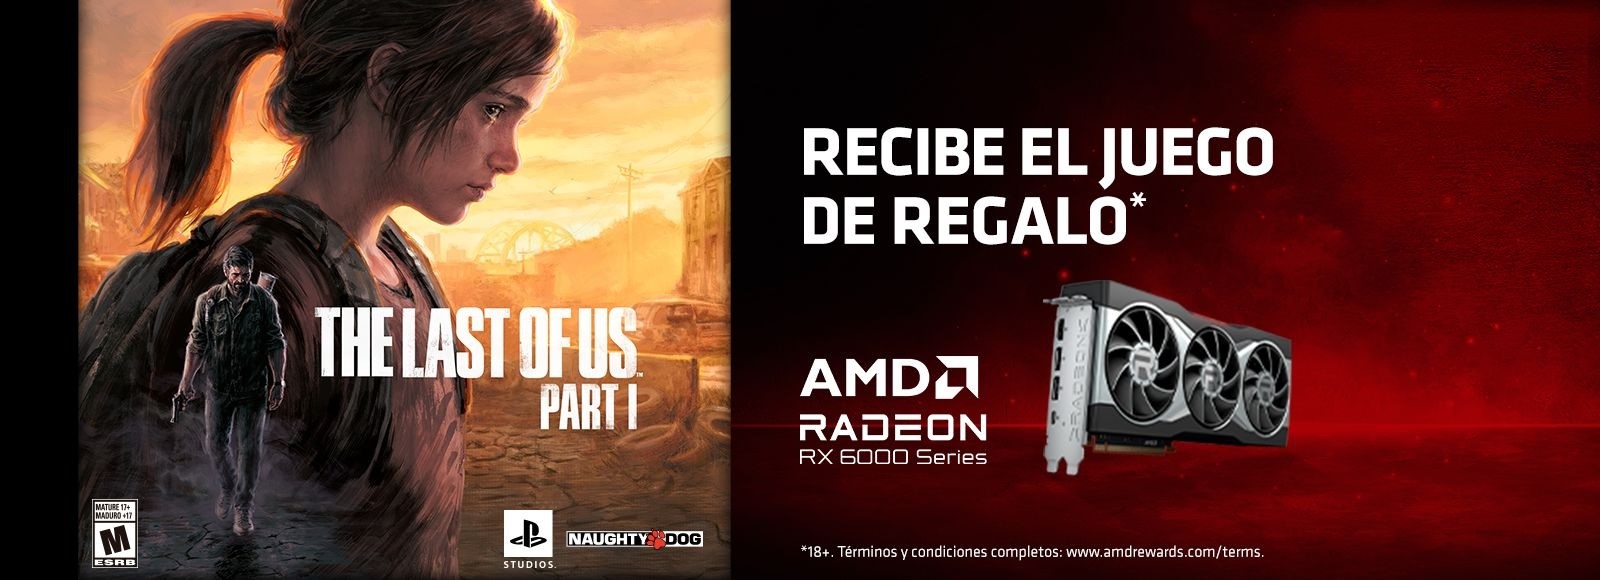 THE LAST OF US
PART I
MATURE 17+
MADURO +17
M
ESRB
STUDIOS.
NAUGHTY DOG
RECIBE EL JUEGO
DE REGALO*
AMD
RADEON
RX 6000 Series
RADEON
*18+. Términos y condiciones completos: www.amdrewards.com/terms.